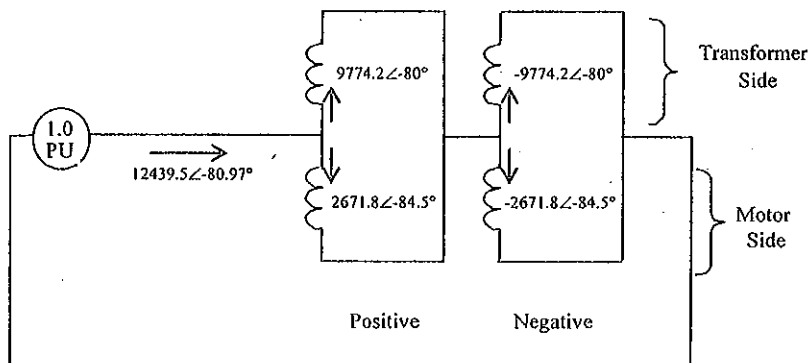 9774.2∠-80°
-9774.2∠-80°
Transformer
Side
1.0
PU
12439.5∠-80.97°
2671.8∠-84.5°
-2671.8∠-84.5°
Motor
Side
Positive
Negative